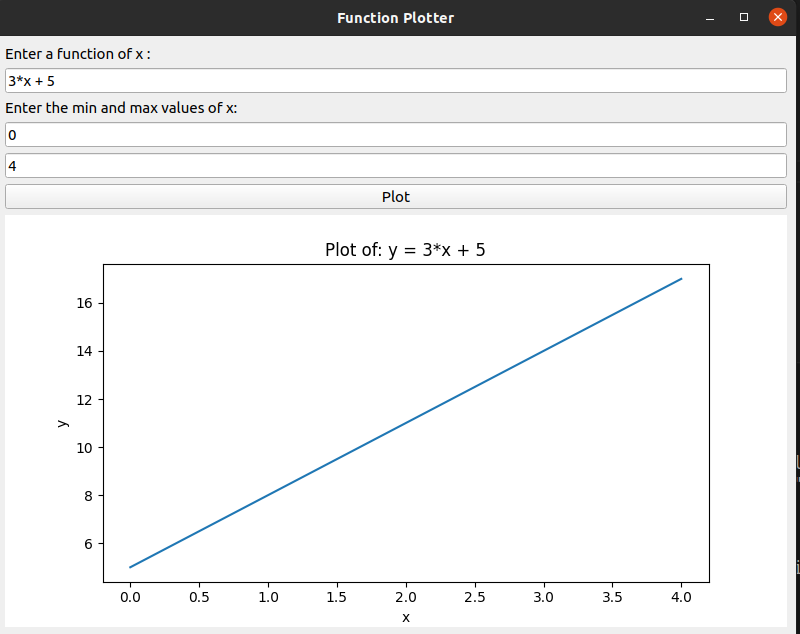 Function Plotter
Enter a function of x :
3*x + 5
Enter the min and max values of x:
0
4
Plot
Plot of: y = 3*x + 5
16
14
12
10
8
6
y
0.0 0.5 1.0 1.5 2.0 2.5 3.0 3.5 4.0
x